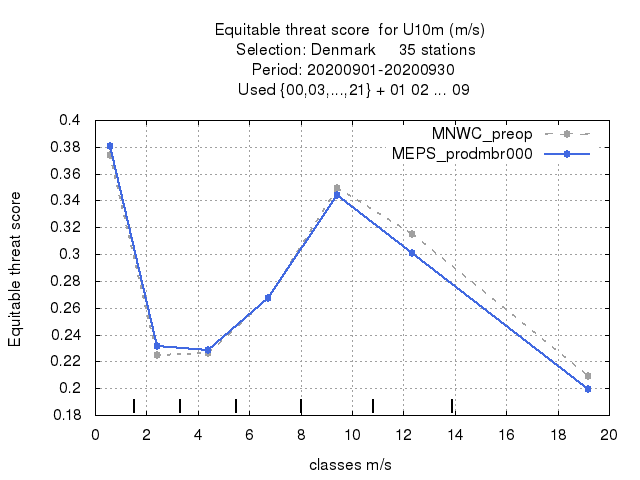 Equitable threat score  for U10m (m/s)
Selection: Denmark     35 stations
Period: 20200901-20200930
Used {00,03,...,21} + 01 02 ... 09
MNWC_preop
MEPS_prodmbr000
Equitable threat score
0.4
0.38
0.36
0.34
0.32
0.3
0.28
0.26
0.24
0.22
0.2
0.18
0 2 4 6 8 10 12 14 16 18 20
classes m/s